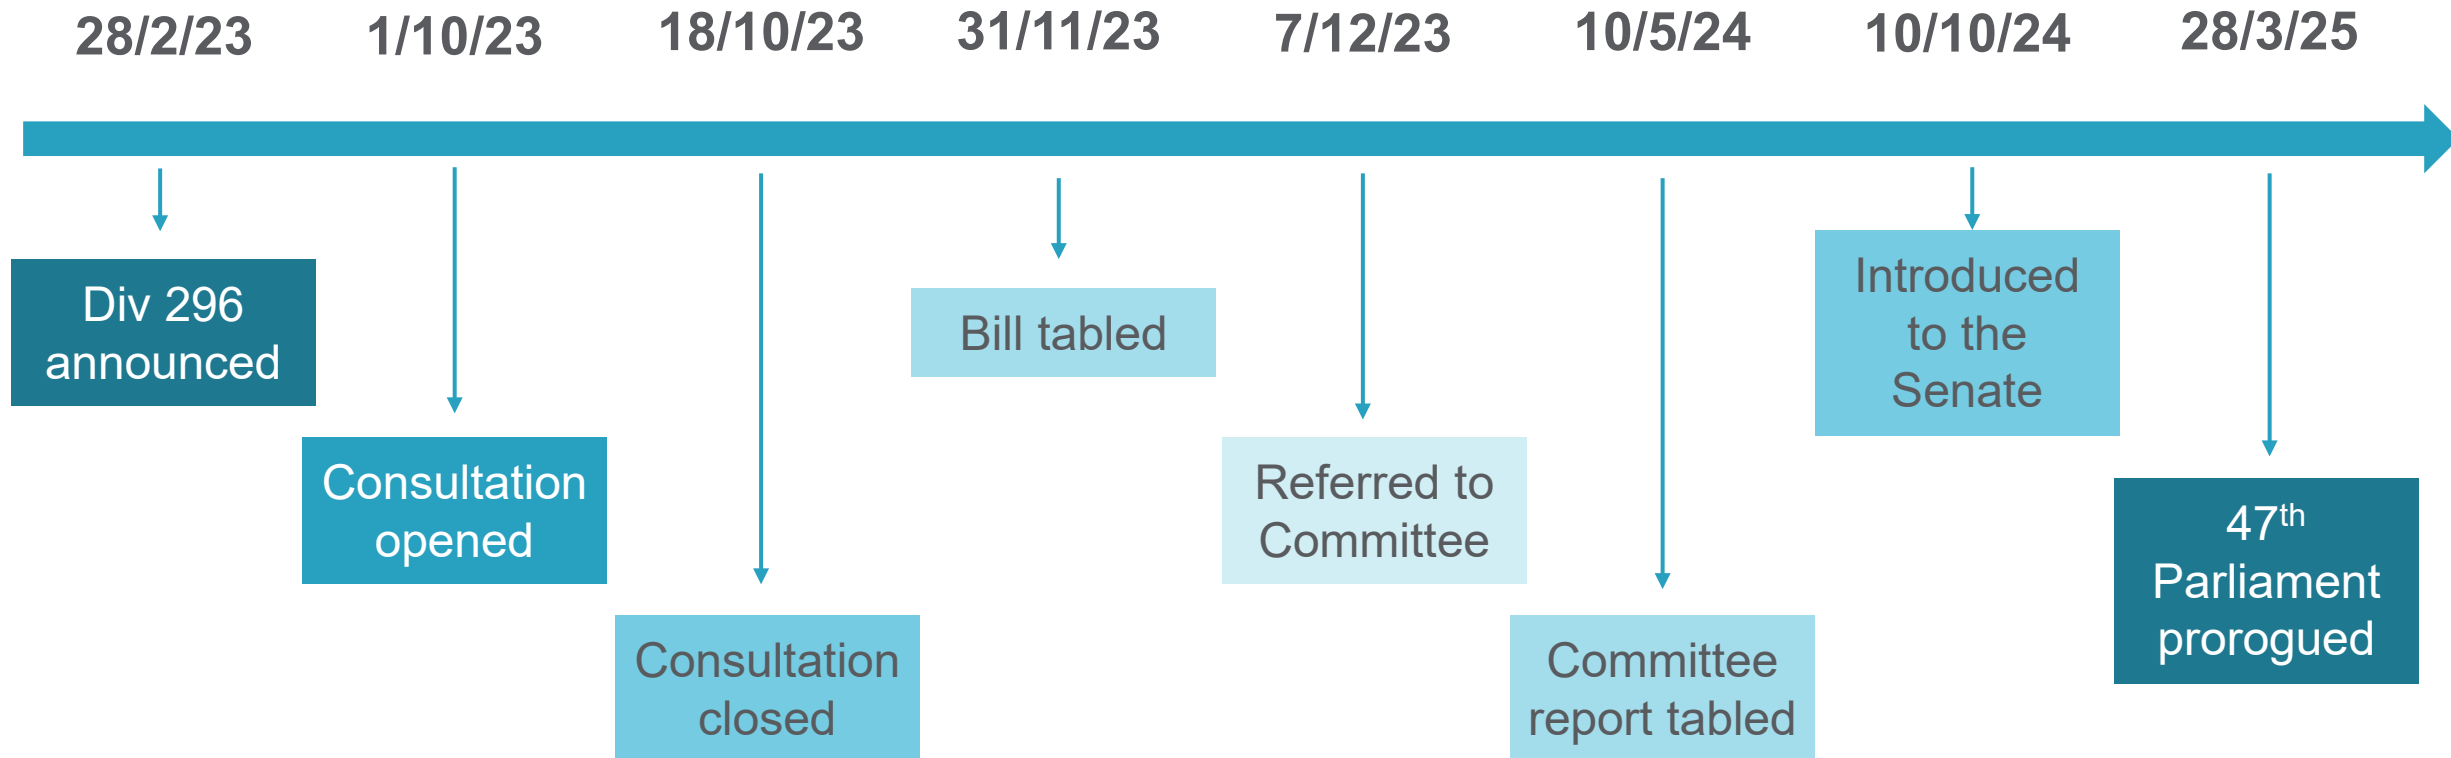 28/2/23
1/10/23
18/10/23
31/11/23
7/12/23
10/5/24
10/10/24
28/3/25
Div 296
announced
Consultation
opened
Consultation
closed
Bill tabled
Referred to
Committee
Committee
report tabled
Introduced
to the
Senate
47th
Parliament
prorogued